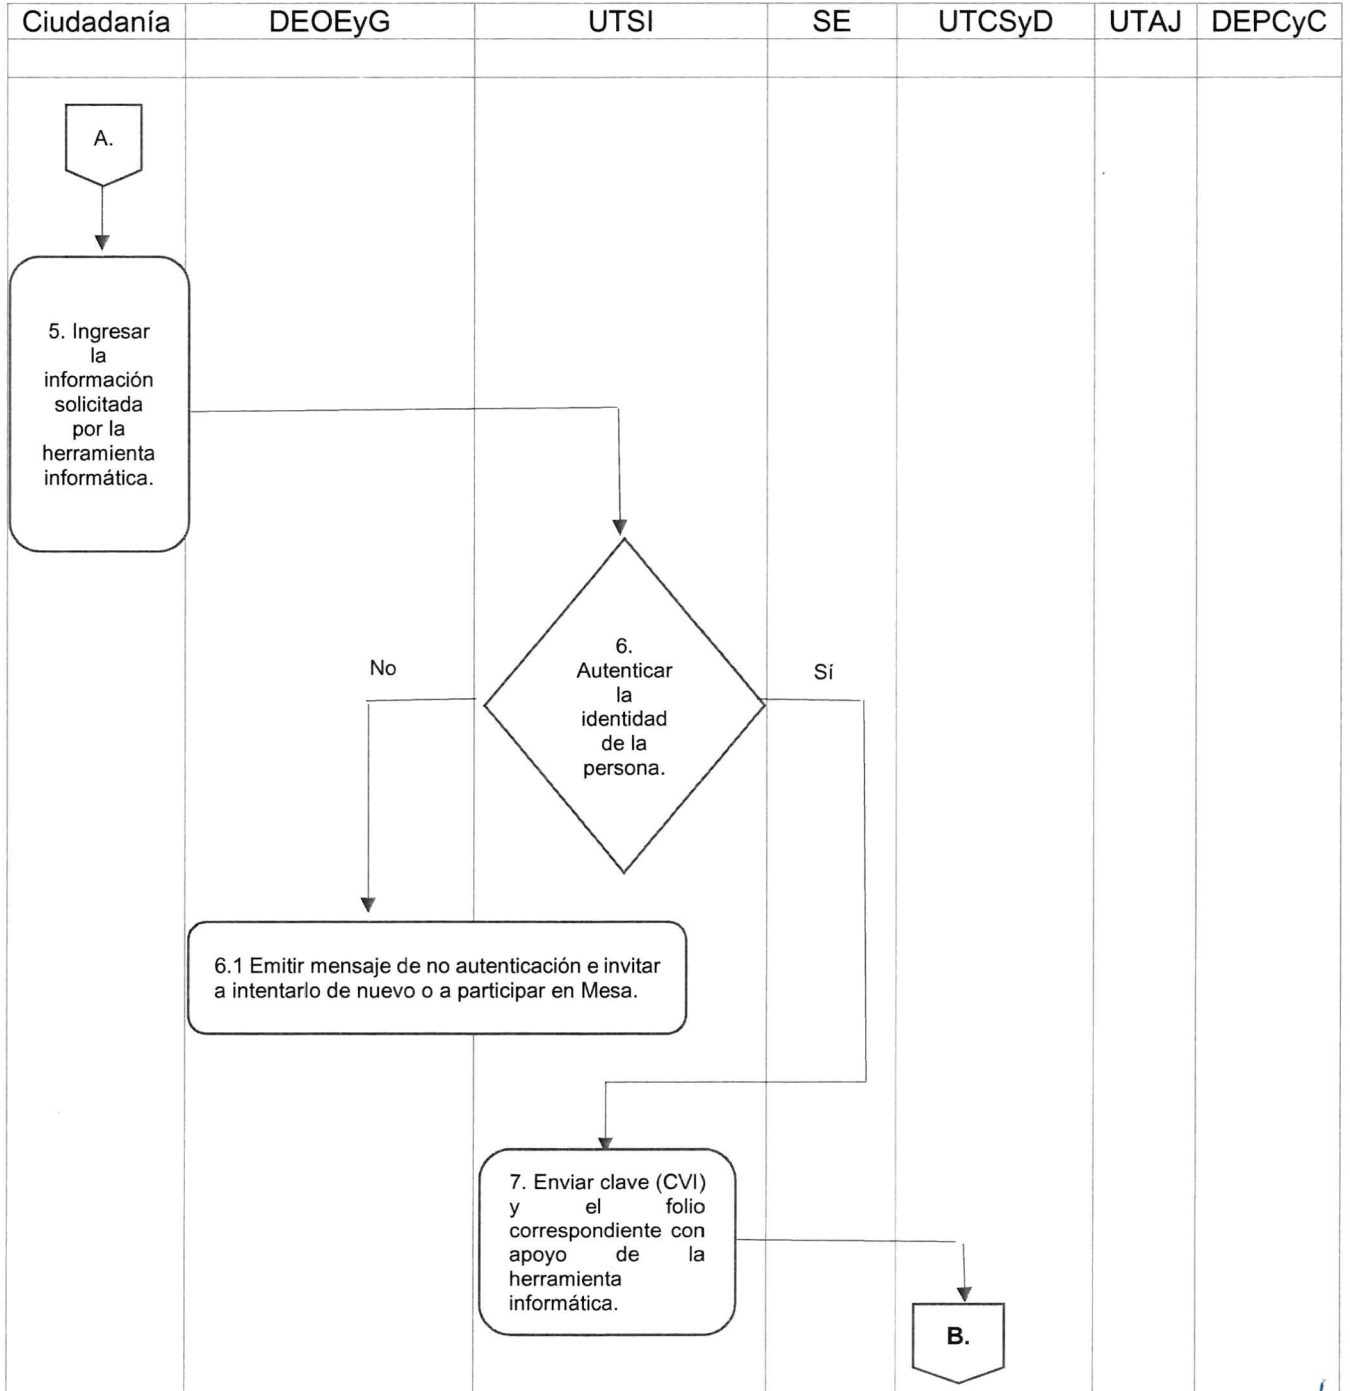 Ciudadanía DEOEyG UTSI SE UTCSyD UTAJ DEPCyC
A.
5. Ingresar
la
información
solicitada
por la
herramienta
informática.
6.
Autenticar
la
identidad
de la
persona.
No
Sí
6.1 Emitir mensaje de no autenticación e invitar
a intentarlo de nuevo o a participar en Mesa.
7. Enviar clave (CVI)
y el folio
correspondiente con
apoyo de la
herramienta
informática.
B.